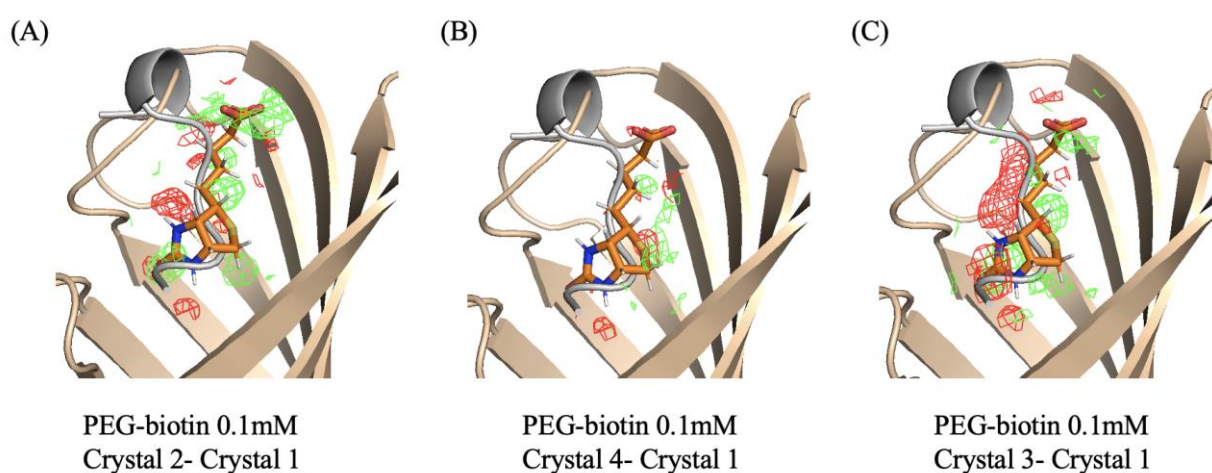 (A)
(B)
(C)
PEG-biotin 0.1mM
Crystal 2- Crystal 1
PEG-biotin 0.1mM
Crystal 4- Crystal 1
PEG-biotin 0.1mM
Crystal 3- Crystal 1